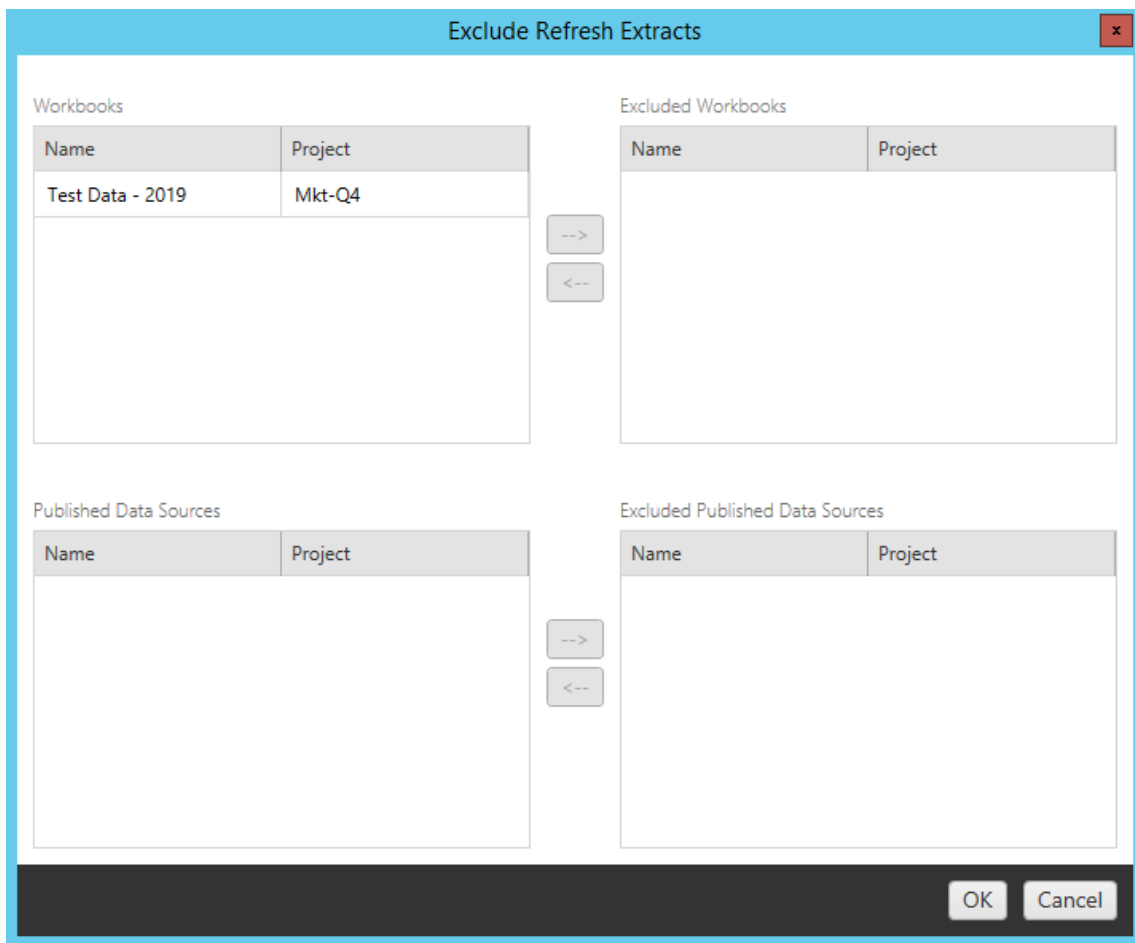 Exclude Refresh Extracts
x
Workbooks
Name Project
Test Data - 2019 Mkt-Q4
-->
<--
Excluded Workbooks
Name Project
Published Data Sources
Name Project
-->
<--
Excluded Published Data Sources
Name Project
OK Cancel